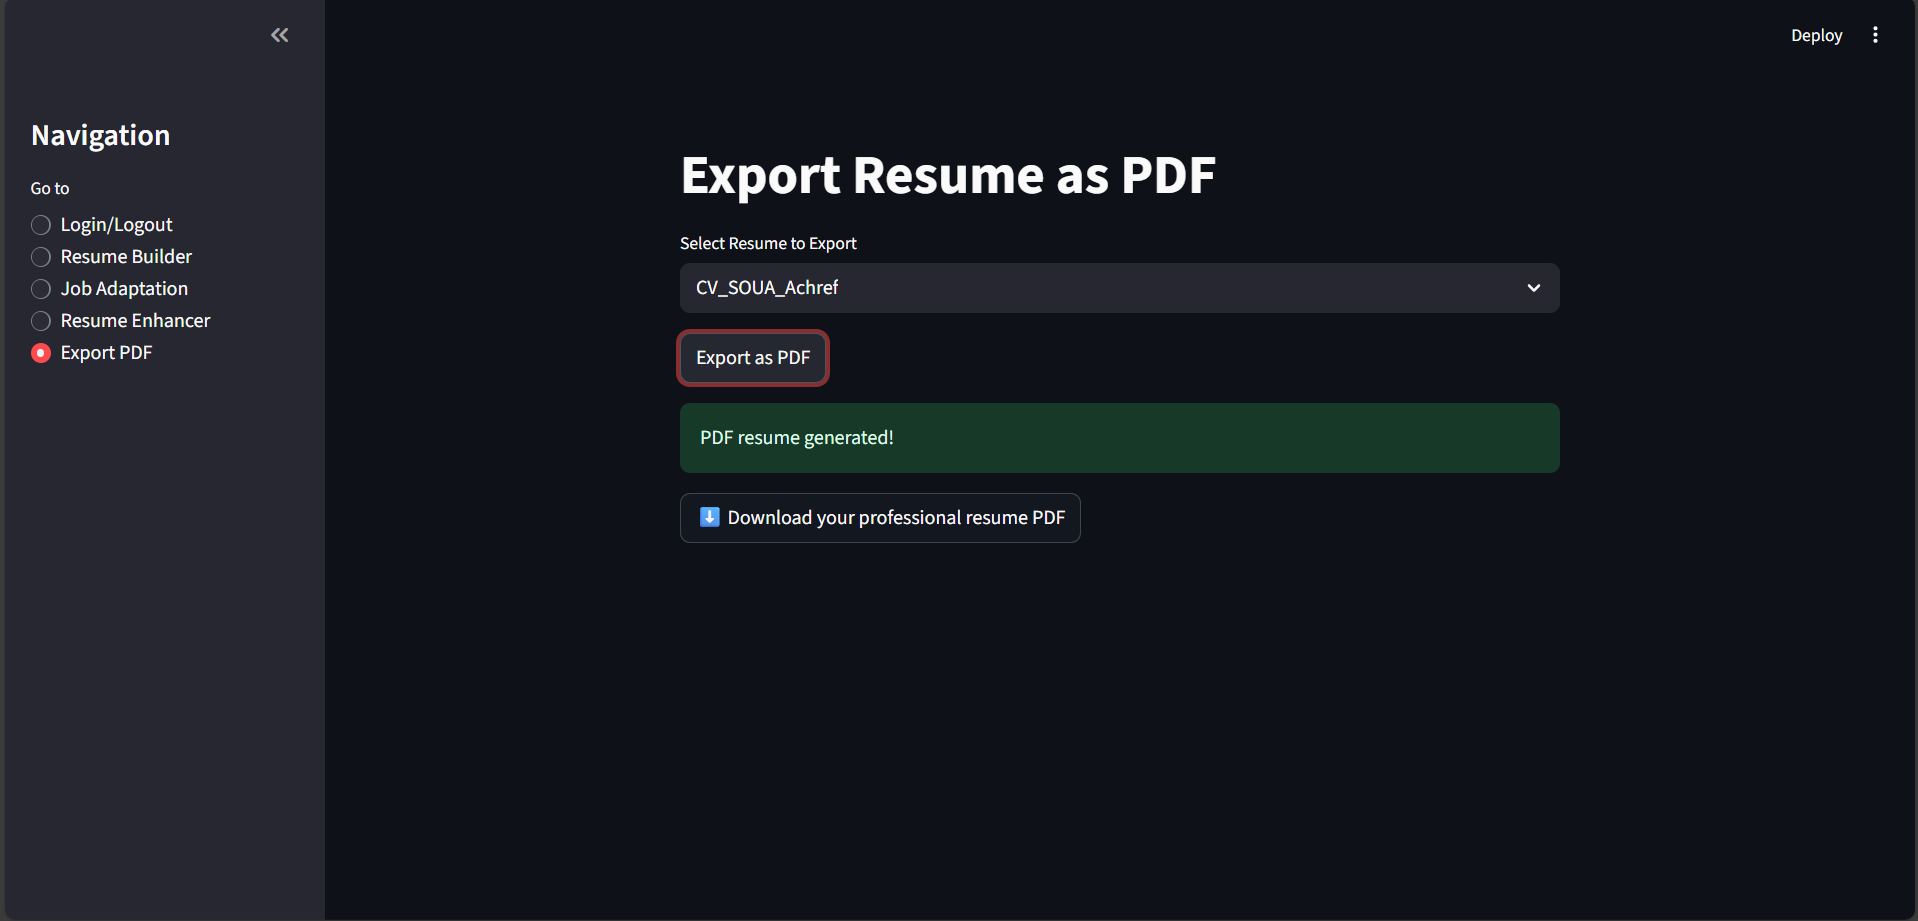 Deploy
Navigation
Go to
Login/Logout
Resume Builder
Job Adaptation
Resume Enhancer
Export PDF
Export Resume as PDF
Select Resume to Export
CV_SOUA_Achref
Export as PDF
PDF resume generated!
Download your professional resume PDF